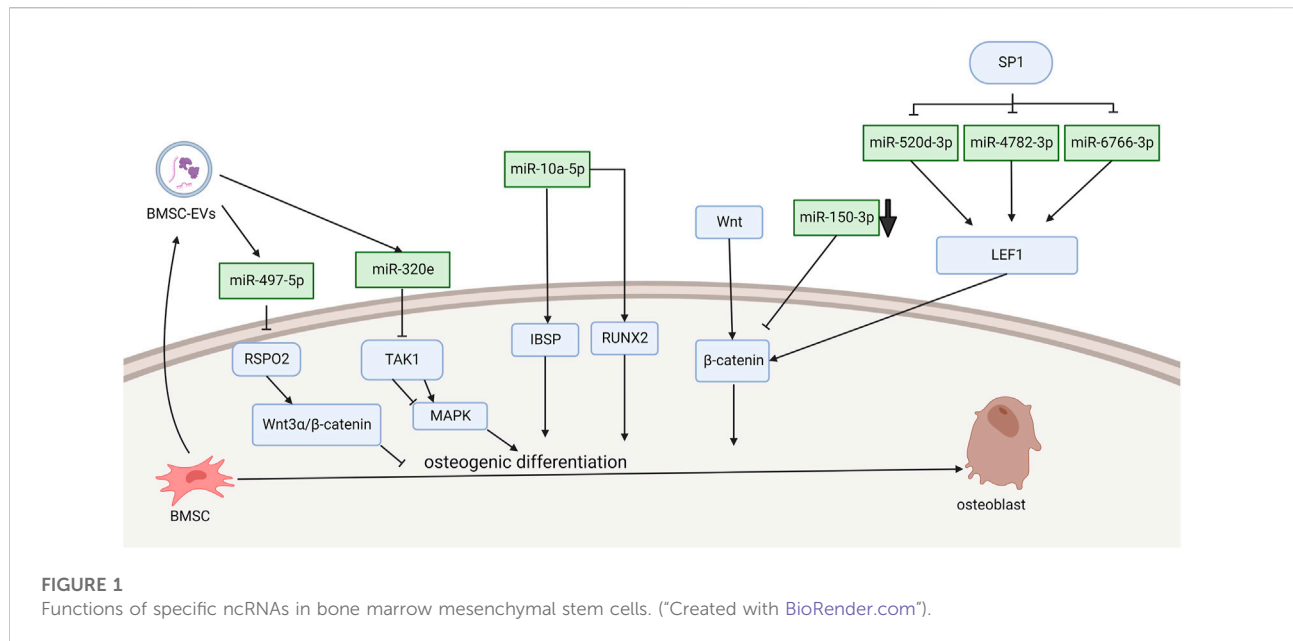 SP1
miR-520d-3p
miR-4782-3p
miR-6766-3p
miR-10a-5p
BMSC-EVs
Wnt
miR-150-3p
LEF1
miR-497-5p
miR-320e
RSPO2
TAK1
IBSP
RUNX2
β-catenin
Wnt3α/β-catenin
MAPK
osteogenic differentiation
BMSC
osteoblast
FIGURE 1
Functions of specific ncRNAs in bone marrow mesenchymal stem cells. (“Created with BioRender.com”).